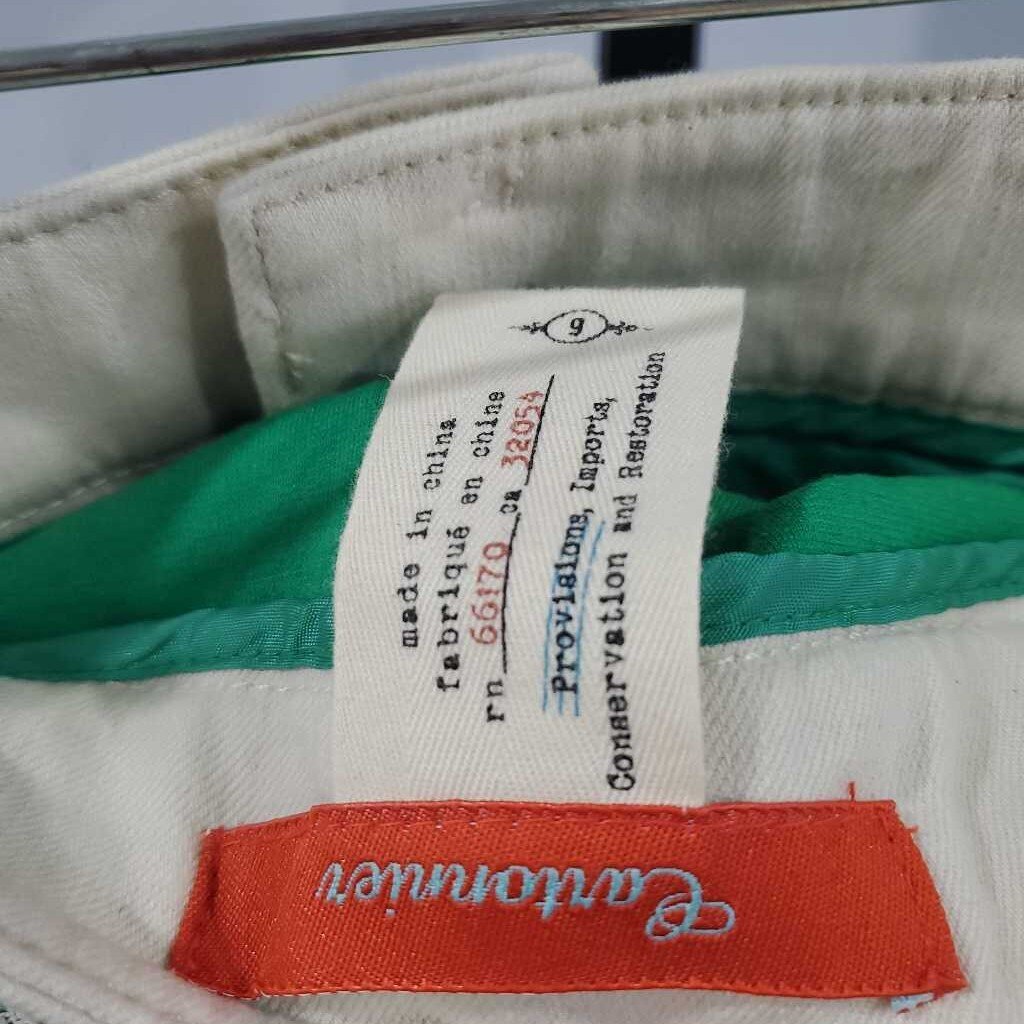 Cartonnier
6
made in china
fabriqué en chine
rn 66170 ca 32054
Provisions, Imports,
Conservation and Restoration